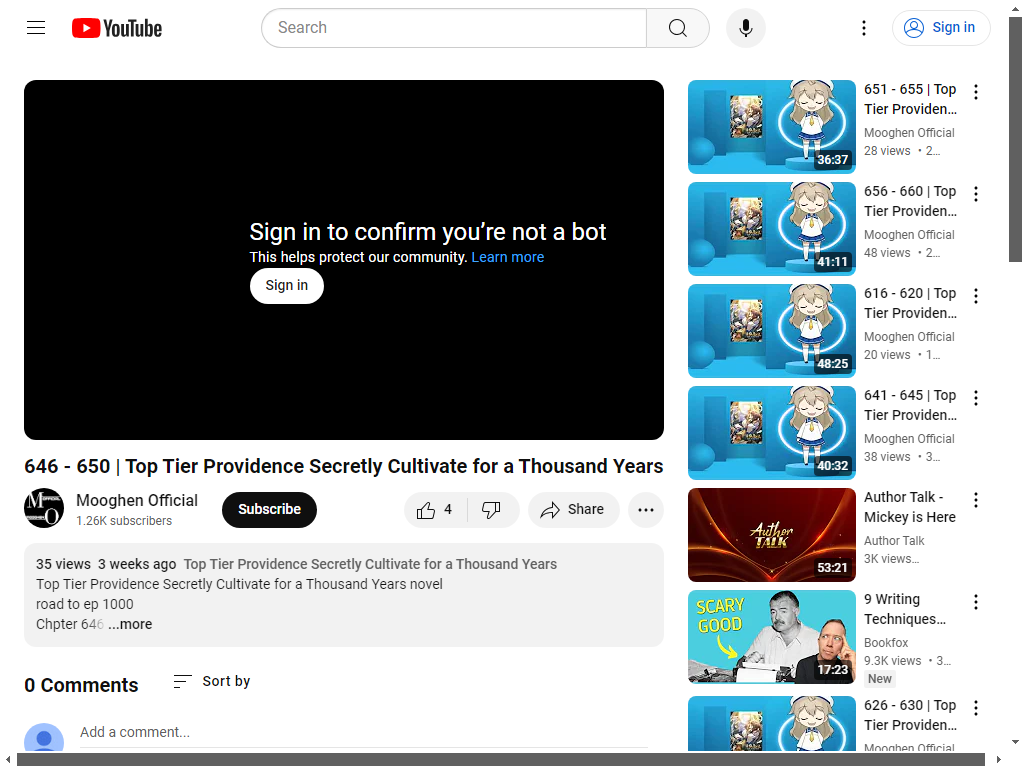 YouTube
Search
Sign in
Sign in to confirm you’re not a bot
This helps protect our community. Learn more
Sign in
646 - 650 | Top Tier Providence Secretly Cultivate for a Thousand Years
Mooghen Official
1.26K subscribers
Subscribe
4
Share
35 views 3 weeks ago Top Tier Providence Secretly Cultivate for a Thousand Years
Top Tier Providence Secretly Cultivate for a Thousand Years novel
road to ep 1000
Chpter 646 ...more
0 Comments
Sort by
Add a comment...
36:37
651 - 655 | Top
Tier Providen...
Mooghen Official
28 views • 2...
41:11
656 - 660 | Top
Tier Providen...
Mooghen Official
48 views • 2...
48:25
616 - 620 | Top
Tier Providen...
Mooghen Official
20 views • 1...
40:32
641 - 645 | Top
Tier Providen...
Mooghen Official
38 views • 3...
Author
TALK
53:21
Author Talk -
Mickey is Here
Author Talk
3K views...
SCARY
GOOD
17:23
9 Writing
Techniques...
Bookfox
9.3K views • 3...
New
626 - 630 | Top
Tier Providen...
Mooghen Official